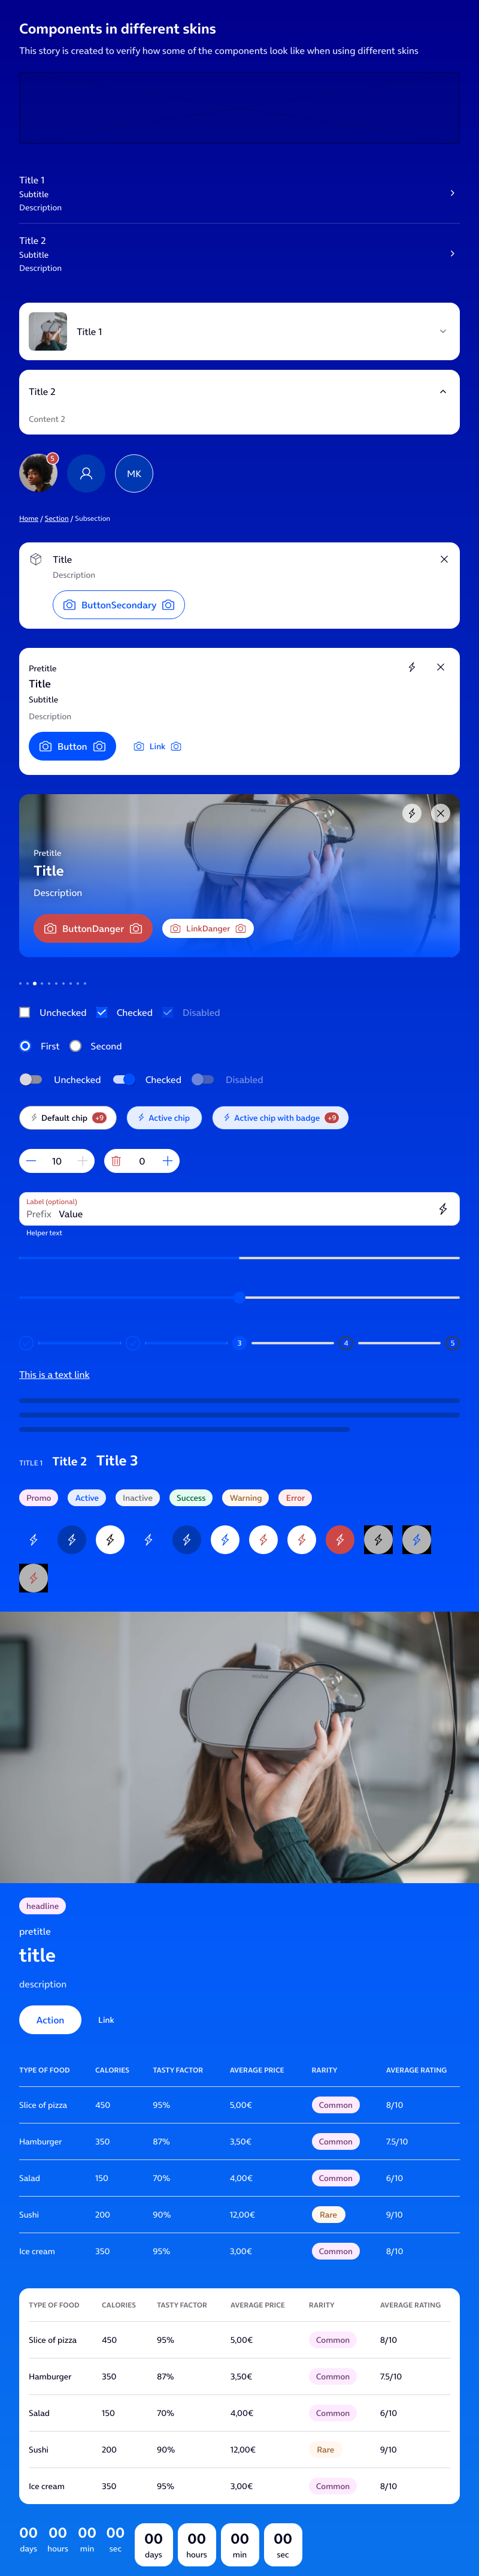 Components in different skins
This story is created to verify how some of the components look like when using different skins
Title 1
Subtitle
Description
Title 2
Subtitle
Description
Title 1
Title 2
Content 2
5
MK
Home / Section / Subsection
Title
Description
ButtonSecondary
Pretitle
Title
Subtitle
Description
Button Link
oculus
Pretitle
Title
Description
ButtonDanger LinkDanger
Unchecked Checked Disabled
First Second
Unchecked Checked Disabled
Default chip +9 Active chip Active chip with badge +9
10 0
Label (optional)
Prefix Value
Helper text
3 4 5
This is a text link
TITLE 1 Title 2 Title 3
Promo Active Inactive Success Warning Error
oculus
headline
pretitle
title
description
Action Link
TYPE OF FOOD CALORIES TASTY FACTOR AVERAGE PRICE RARITY AVERAGE RATING
Slice of pizza 450 95% 5,00€ Common 8/10
Hamburger 350 87% 3,50€ Common 7.5/10
Salad 150 70% 4,00€ Common 6/10
Sushi 200 90% 12,00€ Rare 9/10
Ice cream 350 95% 3,00€ Common 8/10
TYPE OF FOOD CALORIES TASTY FACTOR AVERAGE PRICE RARITY AVERAGE RATING
Slice of pizza 450 95% 5,00€ Common 8/10
Hamburger 350 87% 3,50€ Common 7.5/10
Salad 150 70% 4,00€ Common 6/10
Sushi 200 90% 12,00€ Rare 9/10
Ice cream 350 95% 3,00€ Common 8/10
00 00 00 00 00 00 00 00
days hours min sec days hours min sec